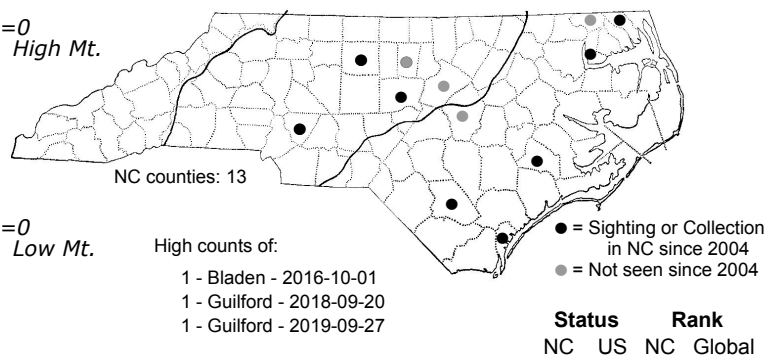 =0
High Mt.
NC counties: 13
=0
Low Mt.
High counts of:
1 - Bladen - 2016-10-01
1 - Guilford - 2018-09-20
1 - Guilford - 2019-09-27
● = Sighting or Collection
in NC since 2004
● = Not seen since 2004
Status Rank
NC US NC Global